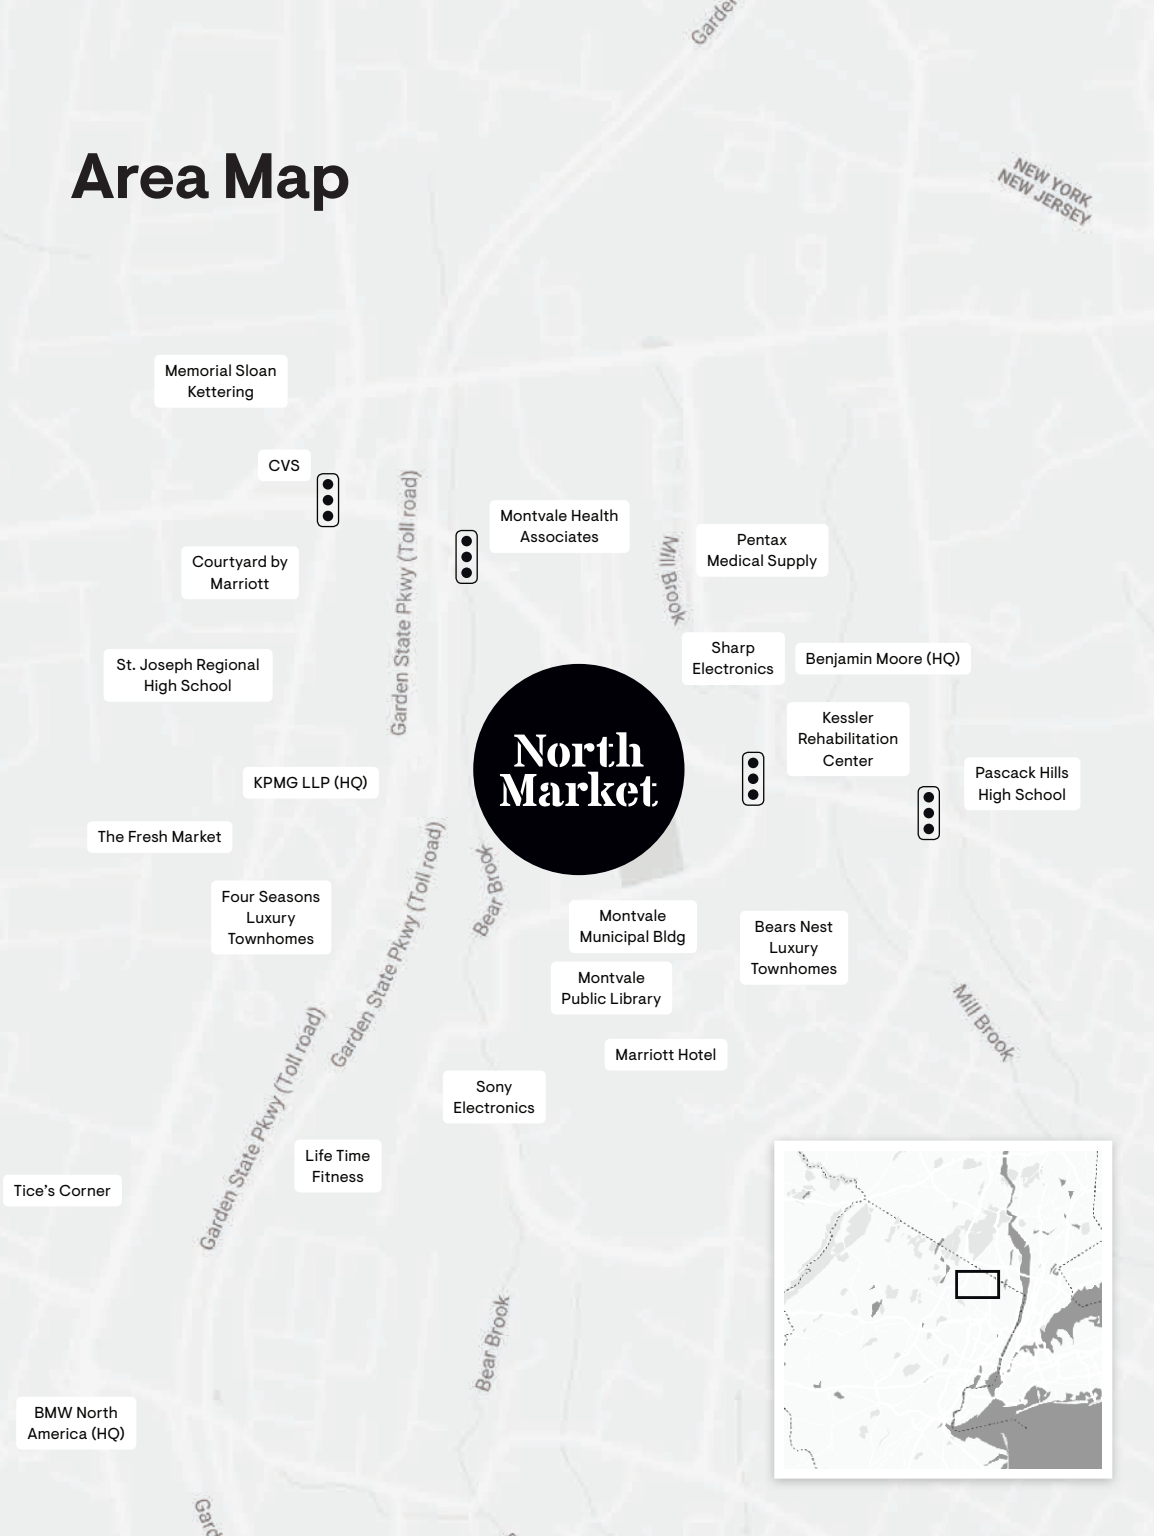 Garden
Area Map
NEW YORK
NEW JERSEY
Memorial Sloan
Kettering
CVS
Garden State Pkwy (Toll road)
Montvale Health
Associates
Mill Brook
Pentax
Medical Supply
Courtyard by
Marriott
St. Joseph Regional
High School
Sharp
Electronics
Benjamin Moore (HQ)
North
Market
Kessler
Rehabilitation
Center
Pascack Hills
High School
KPMG LLP (HQ)
The Fresh Market
Garden State Pkwy (Toll road)
Bear Brook
Four Seasons
Luxury
Townhomes
Montvale
Municipal Bldg
Bears Nest
Luxury
Townhomes
Montvale
Public Library
Mill Brook
Garden State Pkwy (Toll road)
Marriott Hotel
Sony
Electronics
Life Time
Fitness
Tice's Corner
Bear Brook
BMW North
America (HQ)
Gard